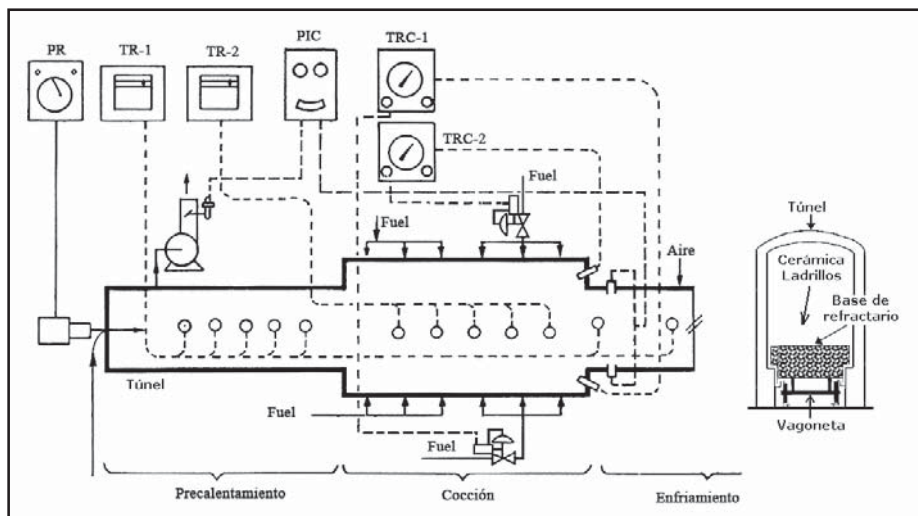 PR
TR-1
TR-2
PIC
TRC-1
TRC-2
Fuel
Fuel
Aire
Túnel
Fuel
Fuel
Precalentamiento
Cocción
Enfriamiento
Túnel
Cerámica
Ladrillos
Base de
refractario
Vagoneta